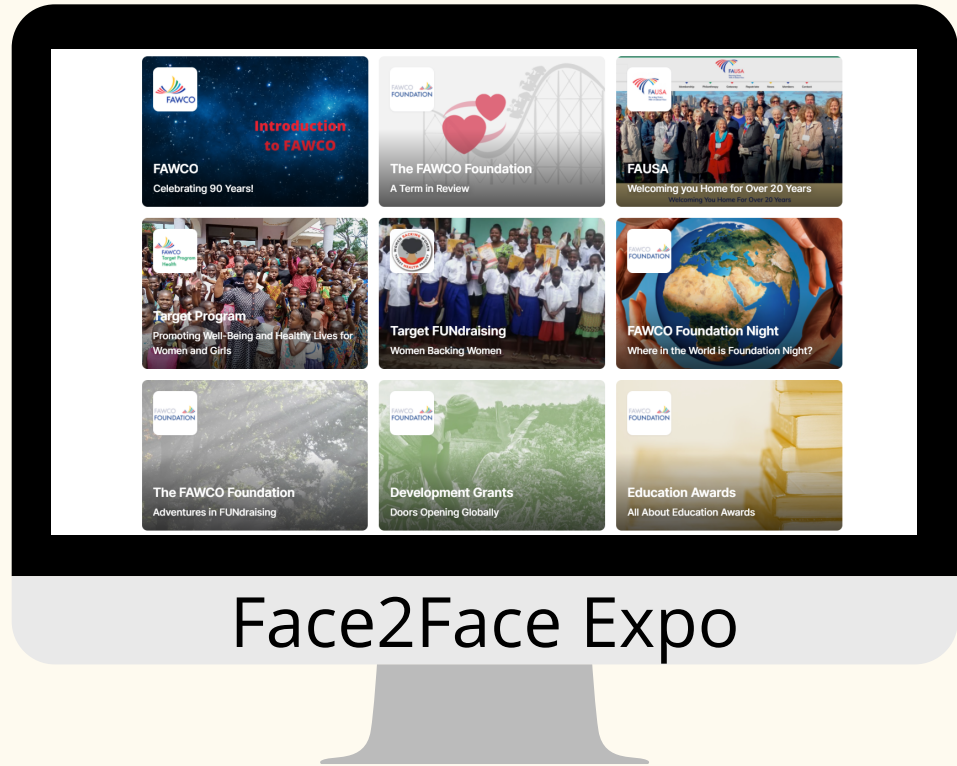 FAWCO
Introduction
to FAWCO
FAWCO
Celebrating 90 Years!
FAWCO
FOUNDATION
The FAWCO Foundation
A Term in Review
FAUSA
FAUSA
FAUSA
Welcoming you Home for Over 20 Years
Welcoming You Home For Over 20 Years
FAWCO
Target Program
Health
Target Program
Promoting Well-Being and Healthy Lives for
Women and Girls
Target FUNdraising
Women Backing Women
FAWCO
FOUNDATION
FAWCO Foundation Night
Where in the World is Foundation Night?
FAWCO
FOUNDATION
The FAWCO Foundation
Adventures in FUNdraising
FAWCO
FOUNDATION
Development Grants
Doors Opening Globally
FAWCO
FOUNDATION
Education Awards
All About Education Awards
Face2Face Expo